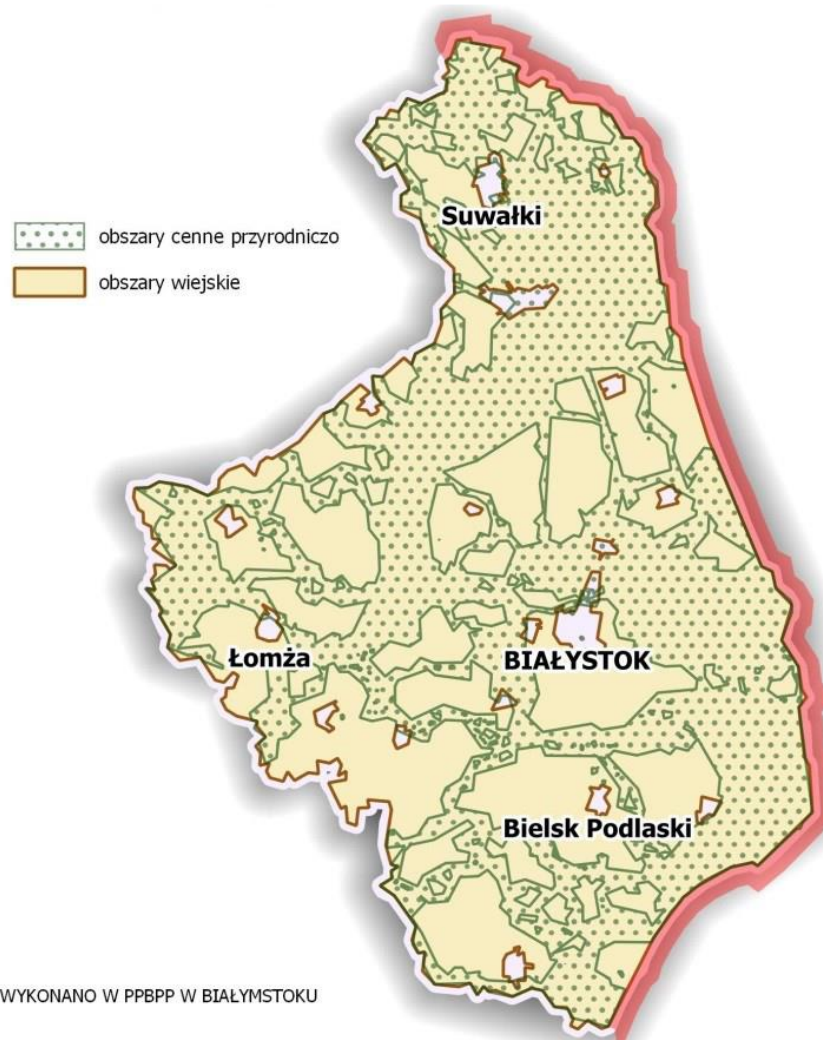 Suwałki
obszary cenne przyrodniczo
obszary wiejskie
Łomża
BIAŁYSTOK
Bielsk Podlaski
WYKONANO W PPBPP W BIAŁYMSTOKU